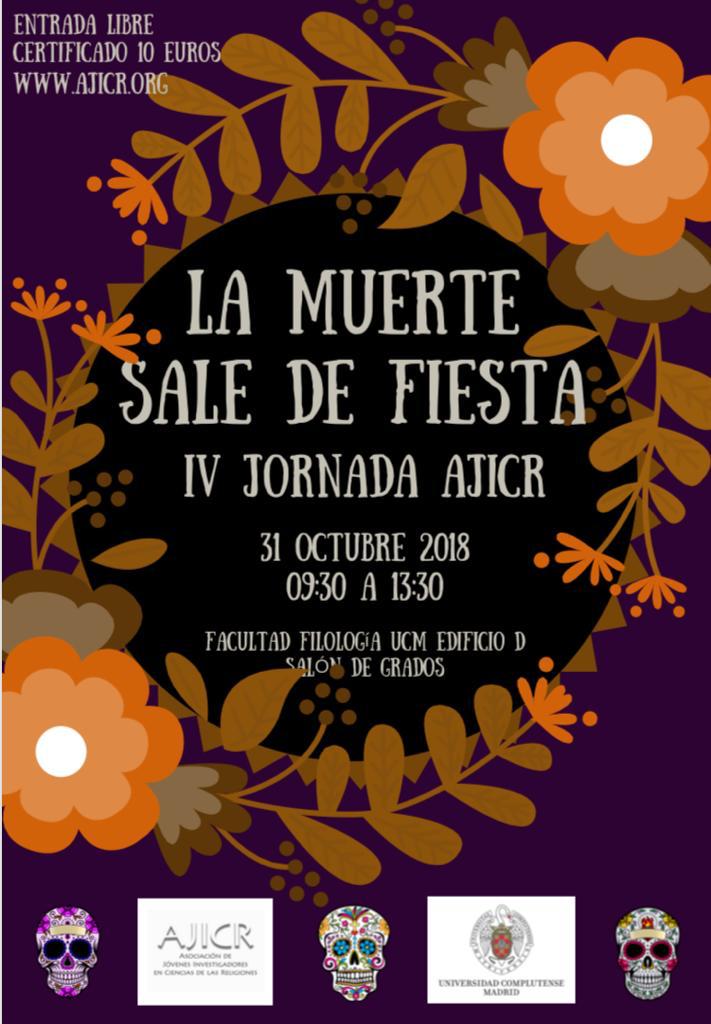 ENTRADA LIBRE
CERTIFICADO 10 EUROS
WWW.AJICR.ORG
LA MUERTE
SALE DE FIESTA
IV JORNADA AJICR
31 OCTUBRE 2018
09:30 A 13:30
FACULTAD FILOLOGíA UCM EDIFICIO D
SALÓN DE GRADOS
AJICR
ASOCIACIÓN DE
JÓVENES INVESTIGADORES
EN CIENCIAS DE LAS RELIGIONES
UNIVERSIDAD COMPLUTENSE
MADRID